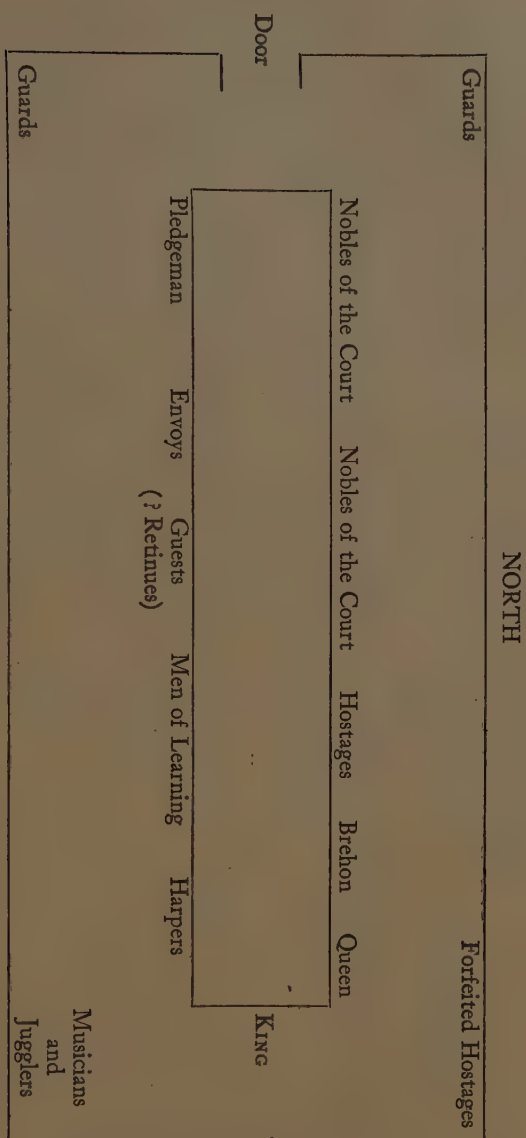 NORTH
Guards
Forfeited Hostages
Nobles of the Court Nobles of the Court Hostages Brehon Queen
Door
KING
Pledgeman Envoys Guests Men of Learning Harpers
(? Retinues)
Musicians
and
Jugglers
Guards